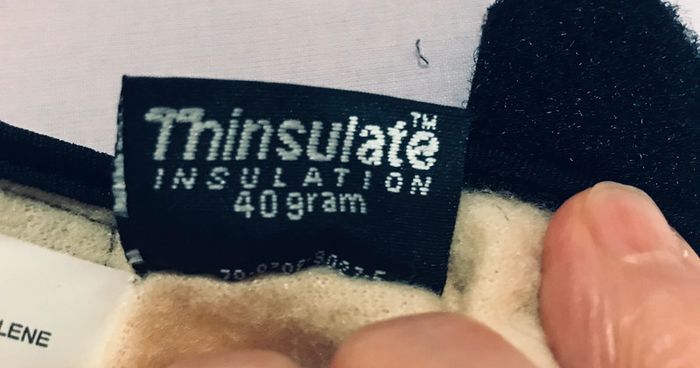 Thinsulate™
INSULATION
40 gram
LENE